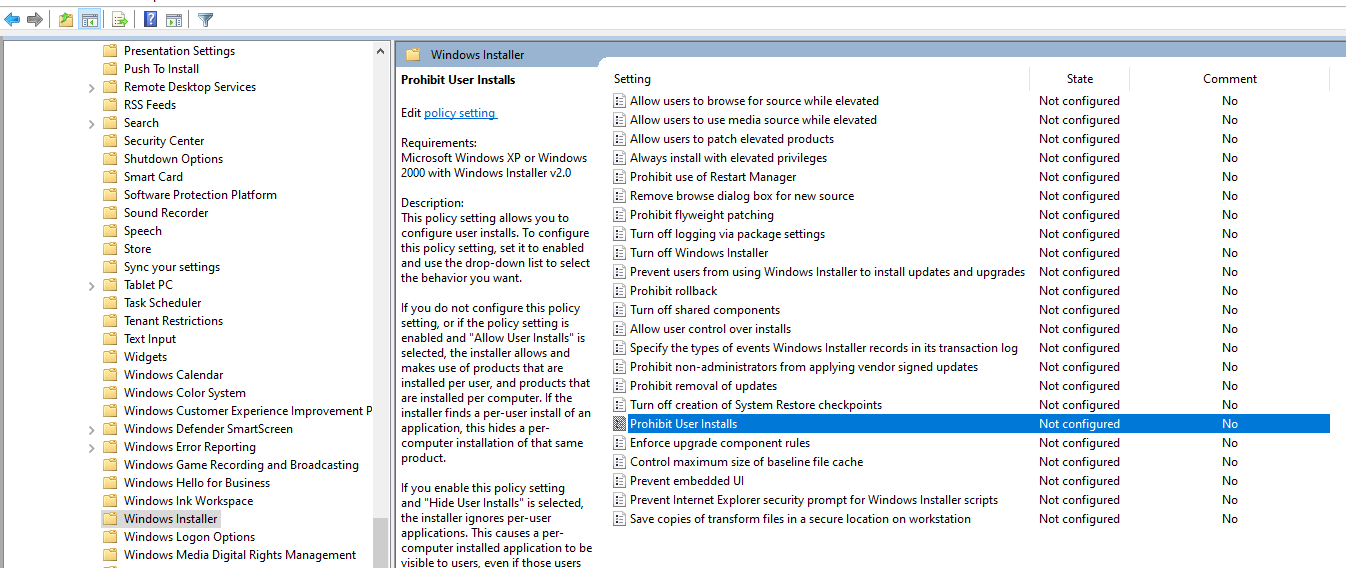 Presentation Settings
Push To Install
Remote Desktop Services
RSS Feeds
Search
Security Center
Shutdown Options
Smart Card
Software Protection Platform
Sound Recorder
Speech
Store
Sync your settings
Tablet PC
Task Scheduler
Tenant Restrictions
Text Input
Widgets
Windows Calendar
Windows Color System
Windows Customer Experience Improvement P
Windows Defender SmartScreen
Windows Error Reporting
Windows Game Recording and Broadcasting
Windows Hello for Business
Windows Ink Workspace
Windows Installer
Windows Logon Options
Windows Media Digital Rights Management
Windows Installer
Prohibit User Installs
Edit policy setting
Requirements:
Microsoft Windows XP or Windows
2000 with Windows Installer v2.0
Description:
This policy setting allows you to
configure user installs. To configure
this policy setting, set it to enabled
and use the drop-down list to select
the behavior you want.
If you do not configure this policy
setting, or if the policy setting is
enabled and "Allow User Installs" is
selected, the installer allows and
makes use of products that are
installed per user, and products that
are installed per computer. If the
installer finds a per-user install of an
application, this hides a per-
computer installation of that same
product.
If you enable this policy setting
and "Hide User Installs" is selected,
the installer ignores per-user
applications. This causes a per-
computer installed application to be
visible to users, even if those users
Setting State Comment
Allow users to browse for source while elevated Not configured No
Allow users to use media source while elevated Not configured No
Allow users to patch elevated products Not configured No
Always install with elevated privileges Not configured No
Prohibit use of Restart Manager Not configured No
Remove browse dialog box for new source Not configured No
Prohibit flyweight patching Not configured No
Turn off logging via package settings Not configured No
Turn off Windows Installer Not configured No
Prevent users from using Windows Installer to install updates and upgrades Not configured No
Prohibit rollback Not configured No
Turn off shared components Not configured No
Allow user control over installs Not configured No
Specify the types of events Windows Installer records in its transaction log Not configured No
Prohibit non-administrators from applying vendor signed updates Not configured No
Prohibit removal of updates Not configured No
Turn off creation of System Restore checkpoints Not configured No
Prohibit User Installs Not configured No
Enforce upgrade component rules Not configured No
Control maximum size of baseline file cache Not configured No
Prevent embedded UI Not configured No
Prevent Internet Explorer security prompt for Windows Installer scripts Not configured No
Save copies of transform files in a secure location on workstation Not configured No